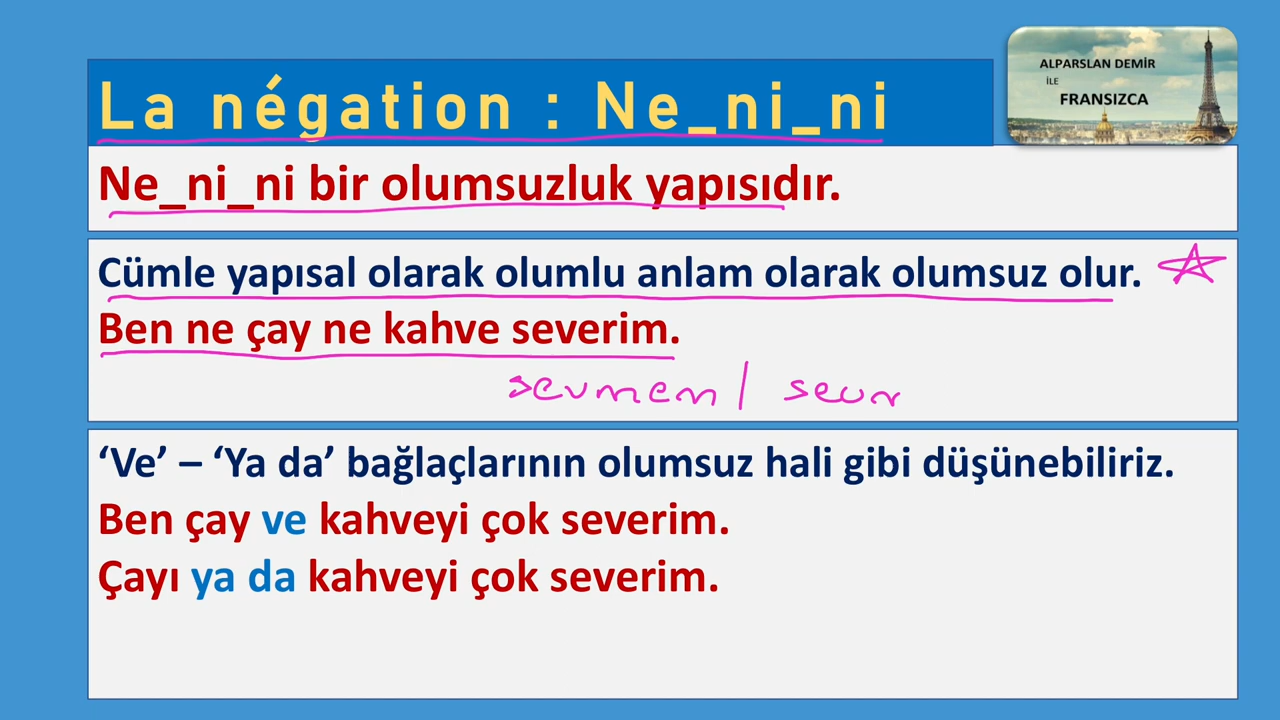 ALPARSLAN DEMİR
İLE
FRANSIZCA
La négation : Ne_ni_ni
Ne_ni_ni bir olumsuzluk yapısıdır.
Cümle yapısal olarak olumlu anlam olarak olumsuz olur.
Ben ne çay ne kahve severim.
sevmem /
‘Ve’ – ‘Ya da’ bağlaçlarının olumsuz hali gibi düşünebiliriz.
Ben çay ve kahveyi çok severim.
Çayı ya da kahveyi çok severim.